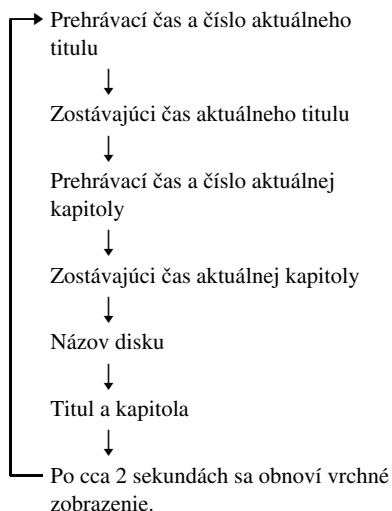 Prehrávací čas a číslo aktuálneho
titulu
Zostávajúci čas aktuálneho titulu
Prehrávací čas a číslo aktuálnej
kapitoly
Zostávajúci čas aktuálnej kapitoly
Názov disku
Titul a kapitola
Po cca 2 sekundách sa obnoví vrchné
zobrazenie.